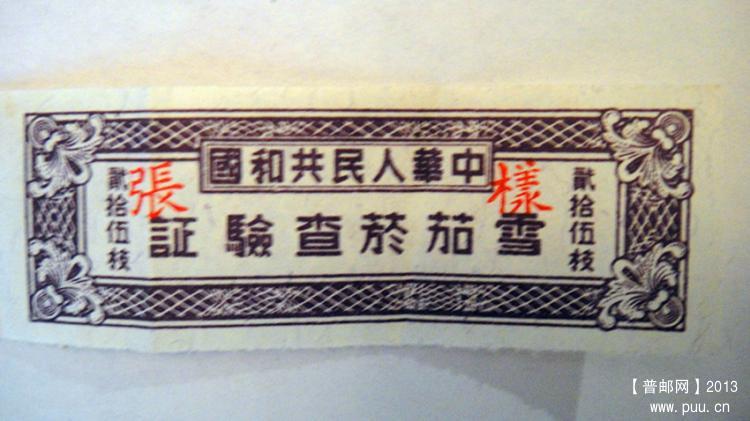 中華人民共和國
樣張
雪茄菸查驗証
貳拾伍枝
貳拾伍枝
【普邮网】2013
www.puu.cn